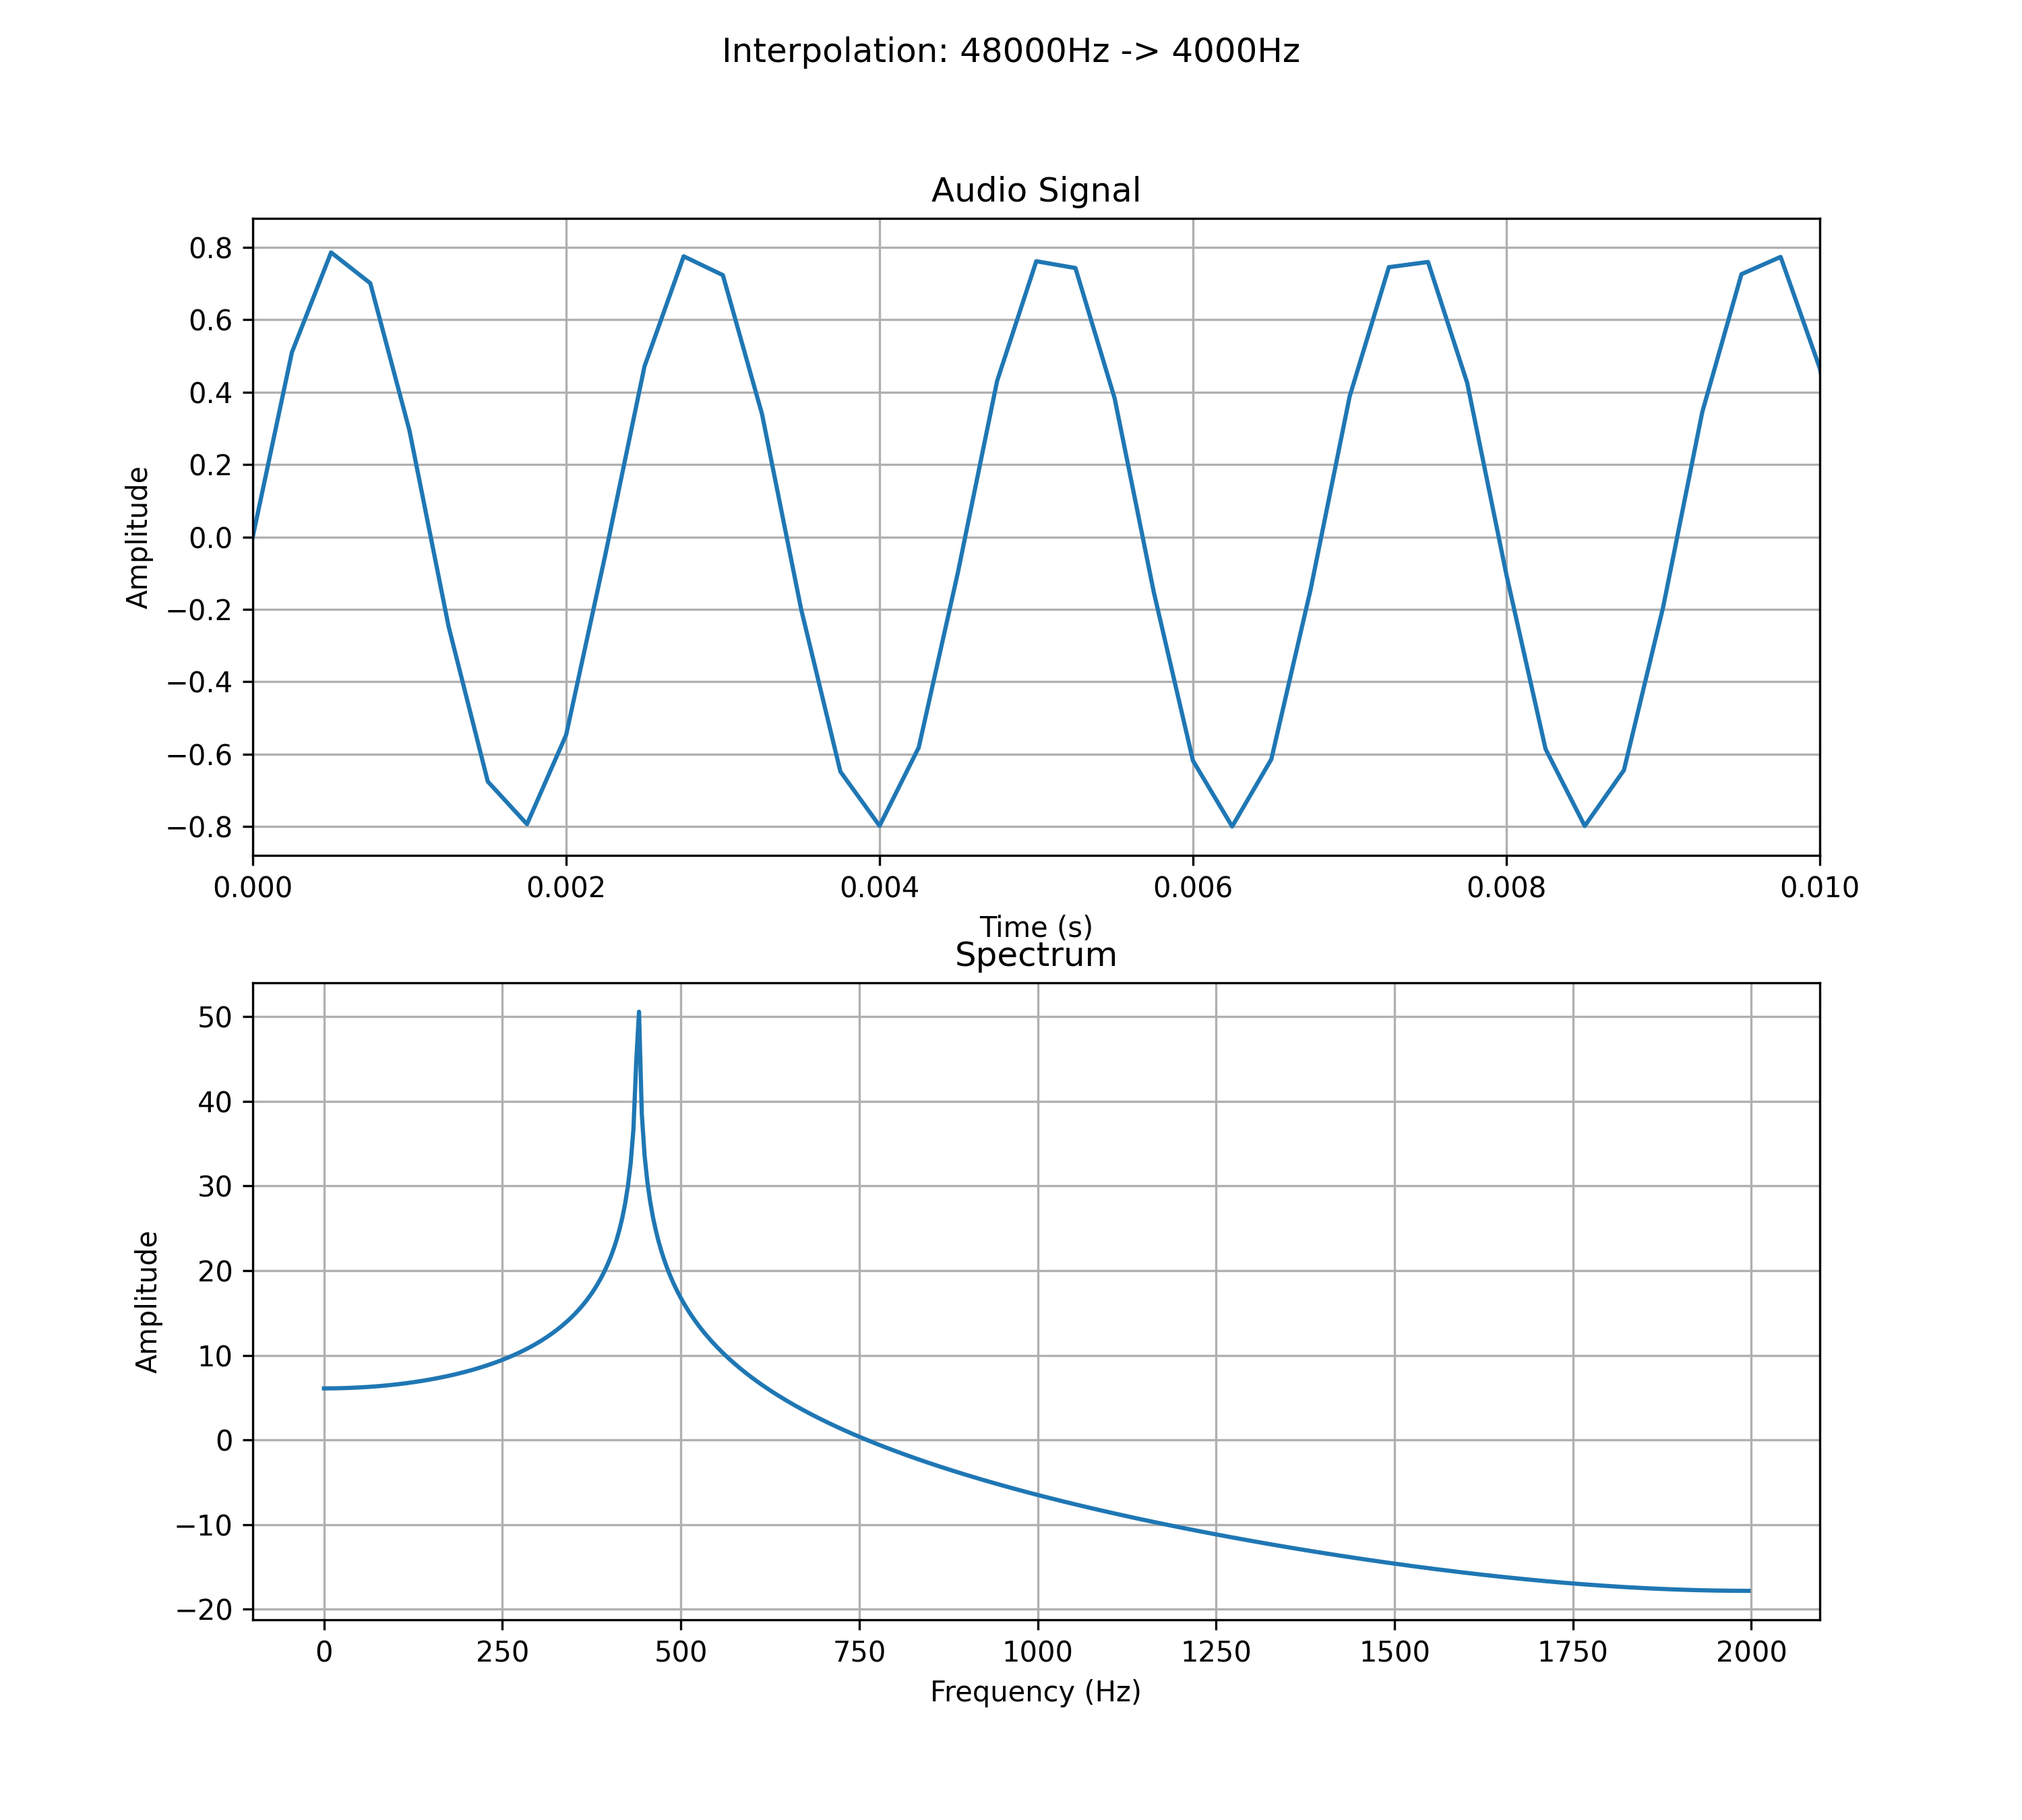 Interpolation: 48000Hz -> 4000Hz
Audio Signal
0.8
0.6
0.4
0.2
0.0
−0.2
−0.4
−0.6
−0.8
Amplitude
0.000 0.002 0.004 0.006 0.008 0.010
Time (s)
Spectrum
50
40
30
20
10
0
−10
−20
Amplitude
0 250 500 750 1000 1250 1500 1750 2000
Frequency (Hz)